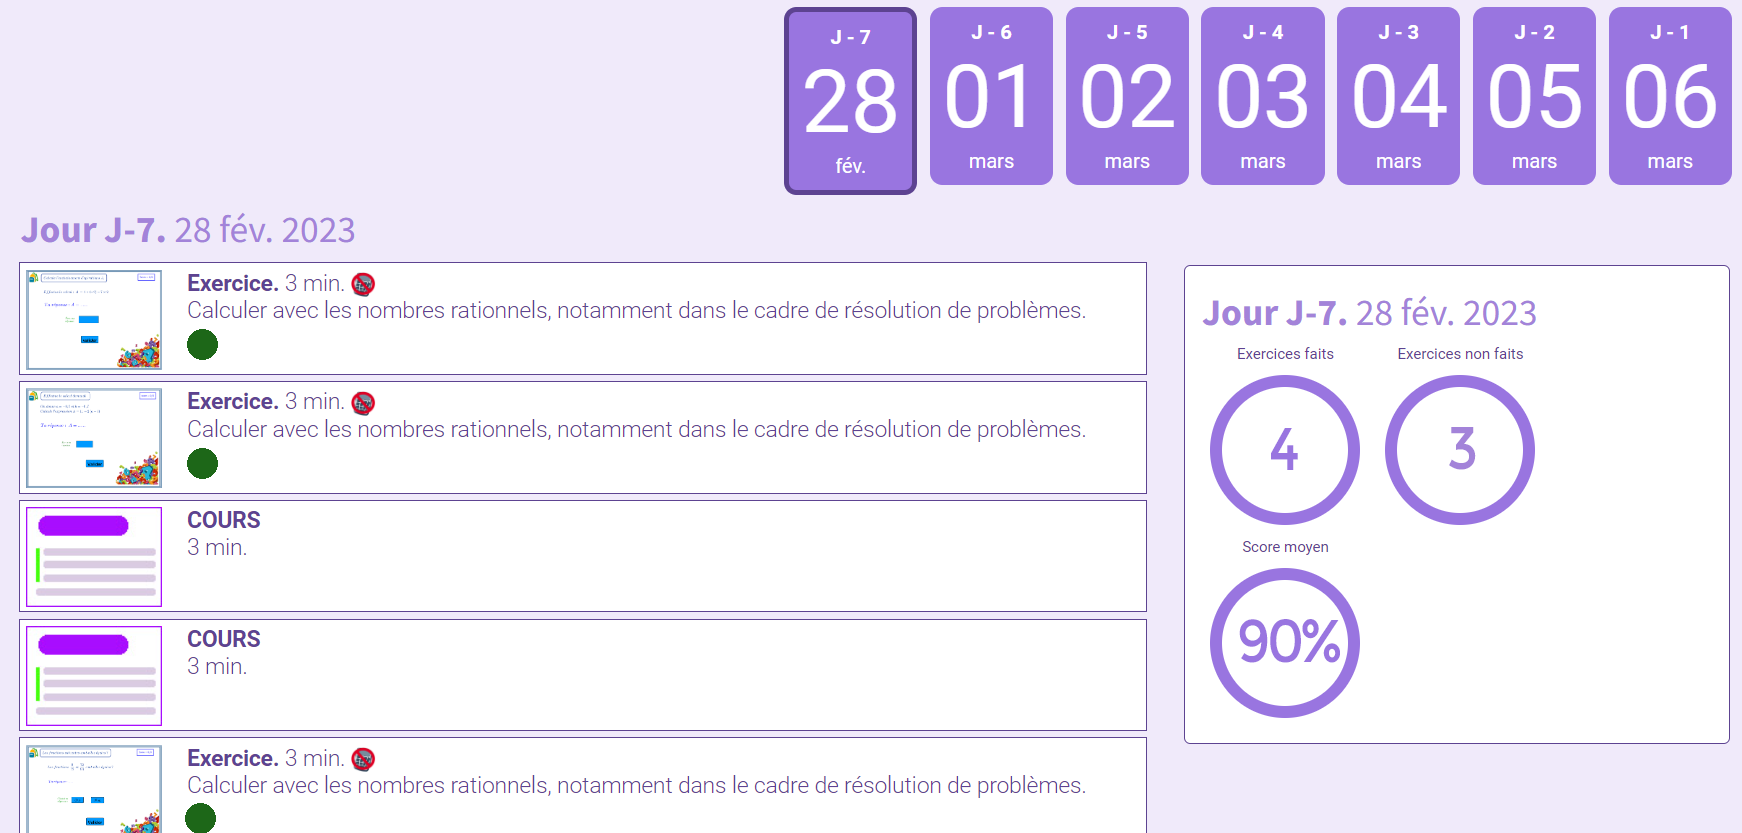 J - 7
28
fév.
J - 6
01
mars
J - 5
02
mars
J - 4
03
mars
J - 3
04
mars
J - 2
05
mars
J - 1
06
mars
Jour J-7. 28 fév. 2023
Exercice. 3 min.
Calculer avec les nombres rationnels, notamment dans le cadre de résolution de problèmes.
Exercice. 3 min.
Calculer avec les nombres rationnels, notamment dans le cadre de résolution de problèmes.
COURS
3 min.
COURS
3 min.
Exercice. 3 min.
Calculer avec les nombres rationnels, notamment dans le cadre de résolution de problèmes.
Jour J-7. 28 fév. 2023
Exercices faits
4
Exercices non faits
3
Score moyen
90%